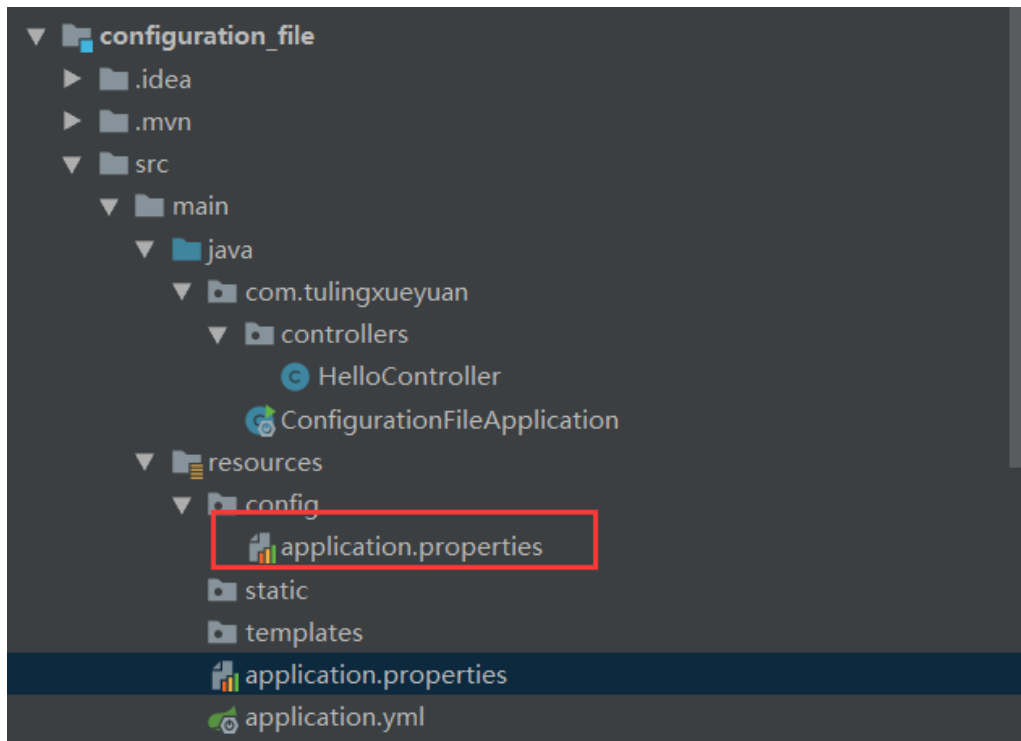 configuration_file
.idea
.mvn
src
main
java
com.tulingxueyuan
controllers
HelloController
ConfigurationFileApplication
resources
config
application.properties
static
templates
application.properties
application.yml